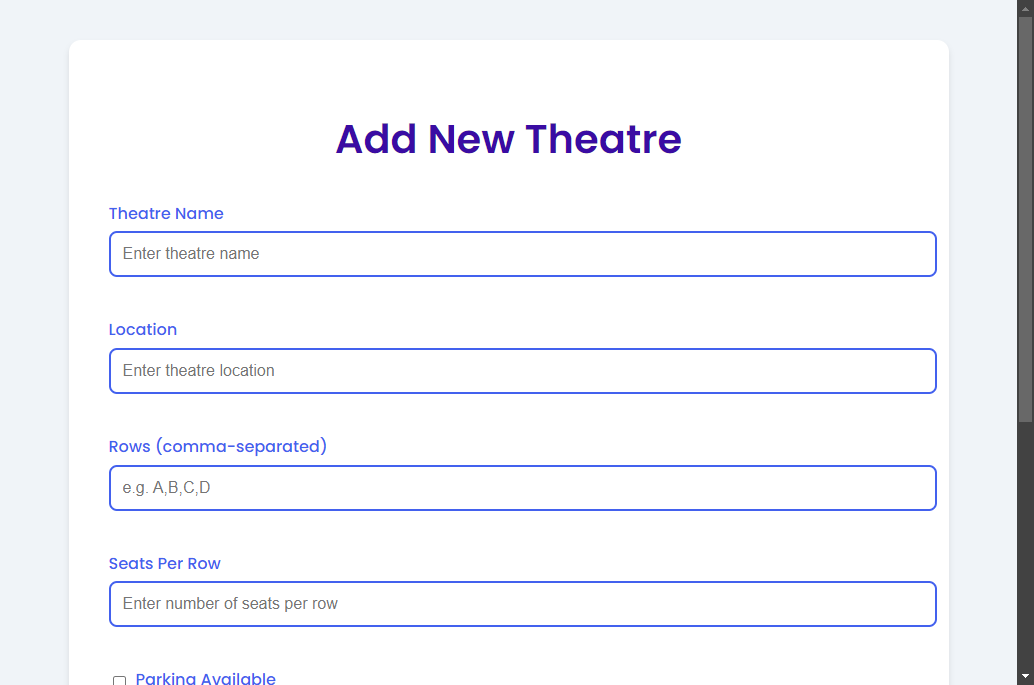 Add New Theatre
Theatre Name
Enter theatre name
Location
Enter theatre location
Rows (comma-separated)
e.g. A,B,C,D
Seats Per Row
Enter number of seats per row
Parking Available